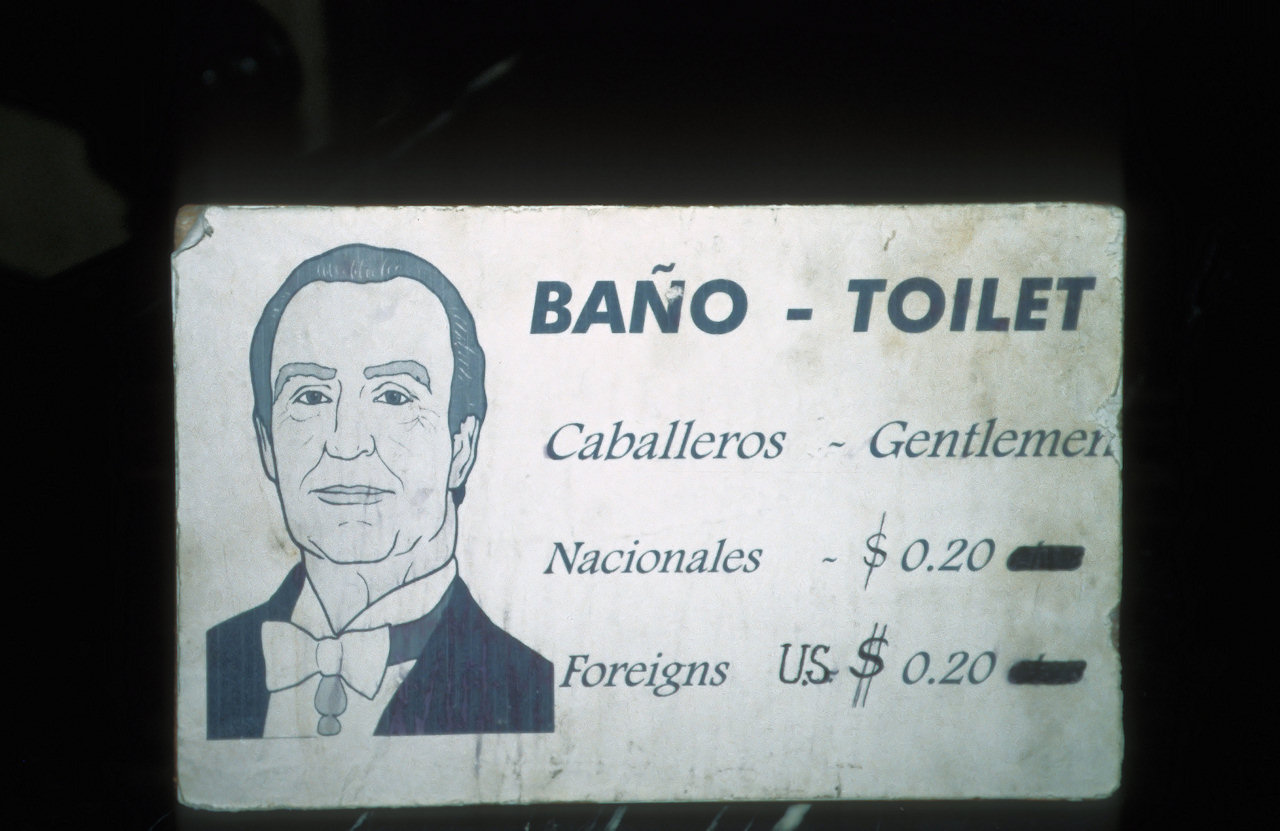 BAÑO - TOILET
Caballeros - Gentlemen
Nacionales - $ 0.20
Foreigns U.S. $ 0.20